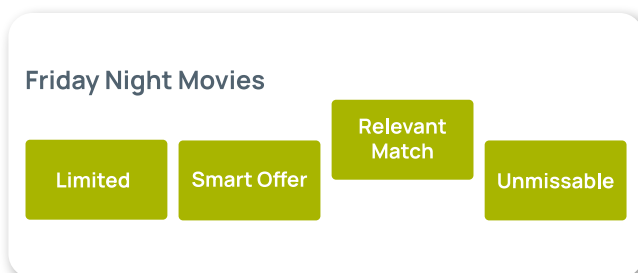 Friday Night Movies
Limited
Smart Offer
Relevant
Match
Unmissable